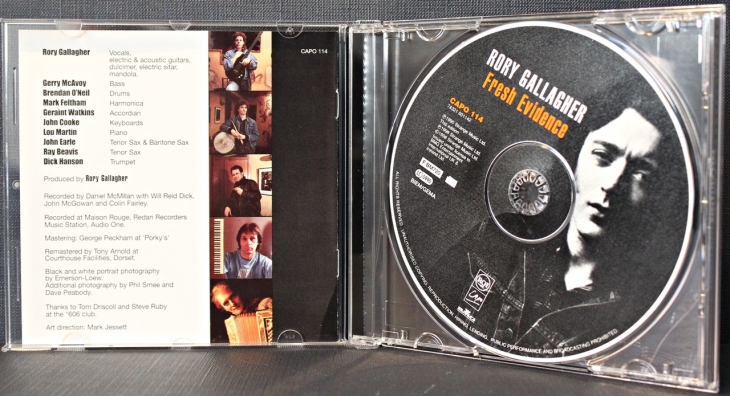 Rory Gallagher Vocals,
electric & acoustic guitars,
dulcimer, electric sitar,
mandola.
Gerry McAvoy Bass
Brendan O'Neil Drums
Mark Feltham Harmonica
Geraint Watkins Accordian
John Cooke Keyboards
Lou Martin Piano
John Earle Tenor Sax & Baritone Sax
Ray Beavis Tenor Sax
Dick Hanson Trumpet
Produced by Rory Gallagher
Recorded by Daniel McMillan with Will Reid Dick,
John McGowan and Colin Fairley.
Recorded at Maison Rouge, Redan Recorders
Music Station, Audio One.
Mastering: George Peckham at 'Porky's'
Remastered by Tony Arnold at
Courthouse Facilities, Dorset.
Black and white portrait photography
by Emerson-Loew.
Additional photography by Phil Smee and
Dave Peabody.
Thanks to Tom Driscoll and Steve Ruby
at the "606 club.
Art direction: Mark Jessett
CAPO 114
RORY GALLAGHER
Fresh Evidence
CAPO 114
BIEM/GEMA
ALL RIGHTS RESERVED. UNAUTHORISED COPYING, REPRODUCTION, HIRING, LENDING, PUBLIC PERFORMANCE AND BROADCASTING PROHIBITED
BMG